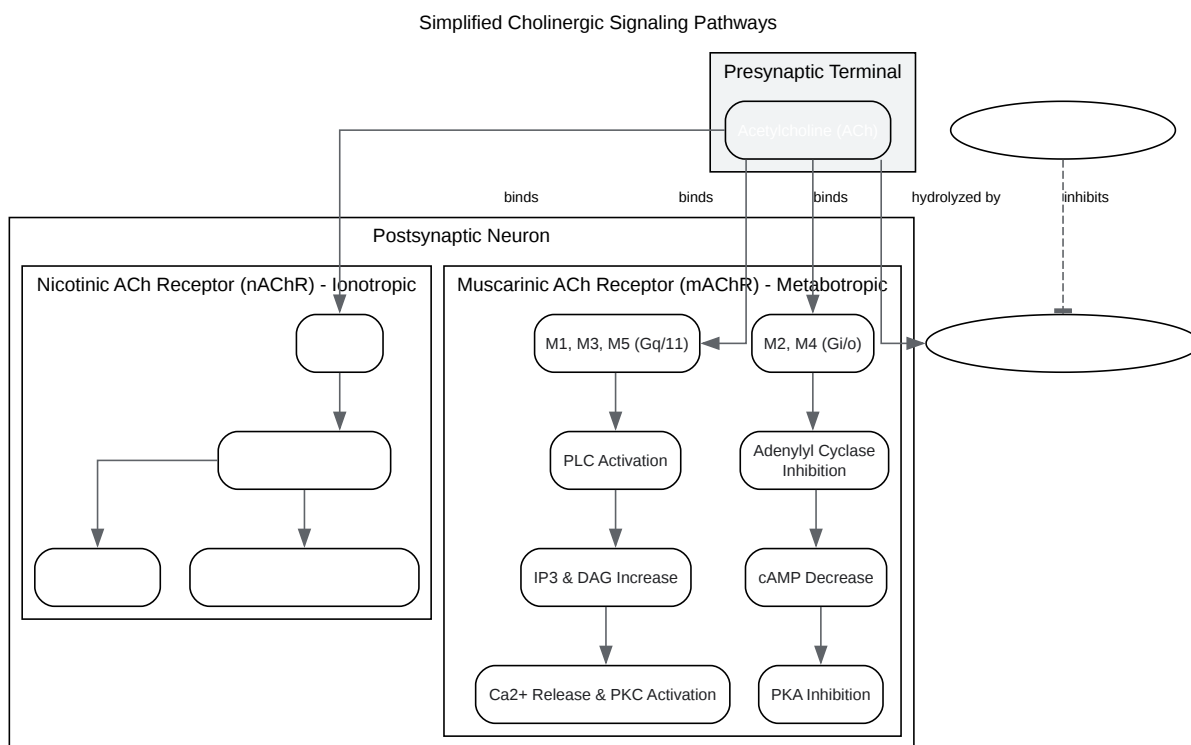 Simplified Cholinergic Signaling Pathways
Presynaptic Terminal
Acetylcholine (ACh)
binds
binds
binds
hydrolyzed by
inhibits
Postsynaptic Neuron
Nicotinic ACh Receptor (nAChR) - Ionotropic
Muscarinic ACh Receptor (mAChR) - Metabotropic
M1, M3, M5 (Gq/11)
M2, M4 (Gi/o)
PLC Activation
Adenylyl Cyclase
Inhibition
IP3 & DAG Increase
cAMP Decrease
Ca2+ Release & PKC Activation
PKA Inhibition